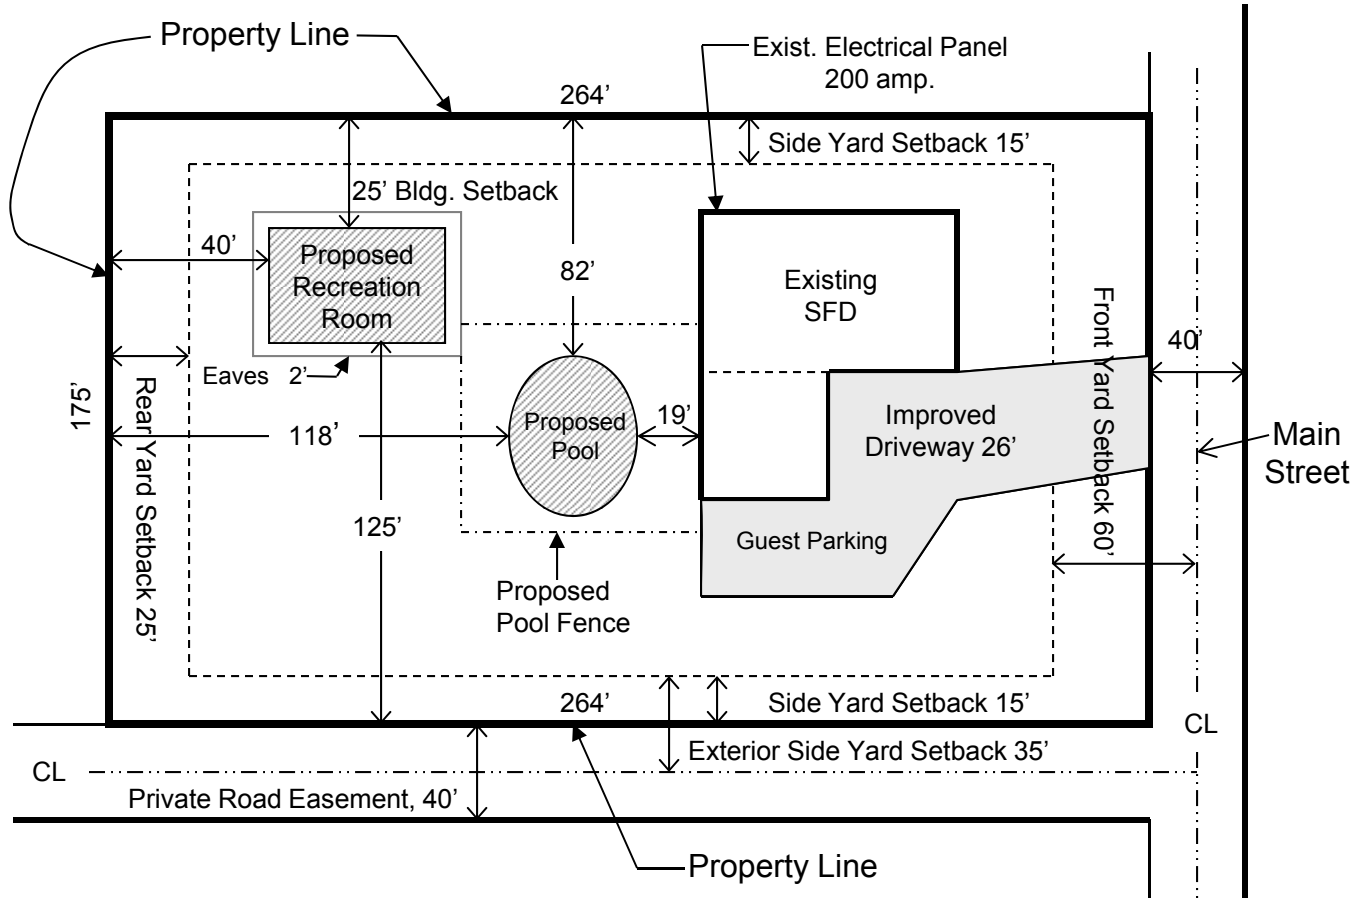 Property Line
Exist. Electrical Panel
200 amp.
264’
Side Yard Setback 15’
25’ Bldg. Setback
40’
Proposed
Recreation
Room
82’
Existing
SFD
Front Yard Setback 60’
40’
Eaves 2’
175’
Rear Yard Setback 25’
118’
Proposed
Pool
19’
Improved
Driveway 26’
Main
Street
125’
Guest Parking
Proposed
Pool Fence
264’
Side Yard Setback 15’
CL
Exterior Side Yard Setback 35’
CL
Private Road Easement, 40’
Property Line